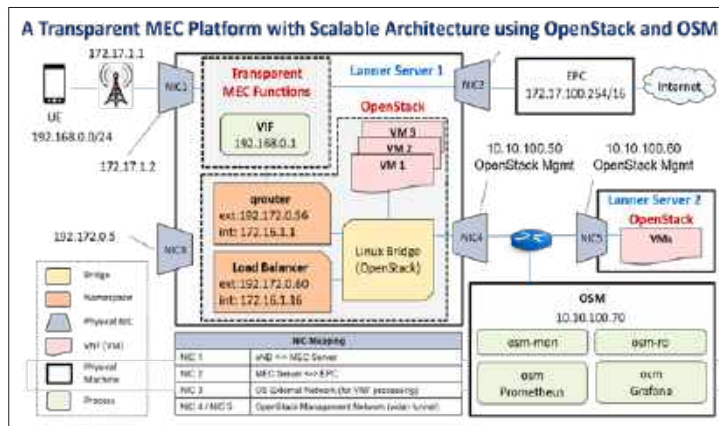 A Transparent MEC Platform with Scalable Architecture using OpenStack and OSM
172.17.1.1
UE
192.168.0.0/24
172.17.1.2
NIC1
Transparent
MEC Functions
VIF
192.168.0.1
Lanner Server 1
OpenStack
VM 3
VM 2
VM 1
NIC2
EPC
172.17.100.254/16
Internet
10.10.100.50
OpenStack Mgmt
10.10.100.60
OpenStack Mgmt
qrouter
ext:192.172.0.56
int: 172.16.1.1
192.172.0.5
NIC3
Load Balancer
ext:192.172.0.60
int: 172.16.1.16
Linux Bridge
(OpenStack)
NIC4
NIC5
Lanner Server 2
OpenStack
VMs
OSM
10.10.100.70
osm-mon
osm-ro
osm
Prometheus
osm
Grafana
Bridge
Namespace
Physical NIC
VNF (VM)
Physical
Machine
Process
NIC Mapping
NIC 1
eNB <-> MEC Server
NIC 2
MEC Server <-> EPC
NIC 3
OS External Network (for VNF processing)
NIC 4 / NIC 5
OpenStack Management Network